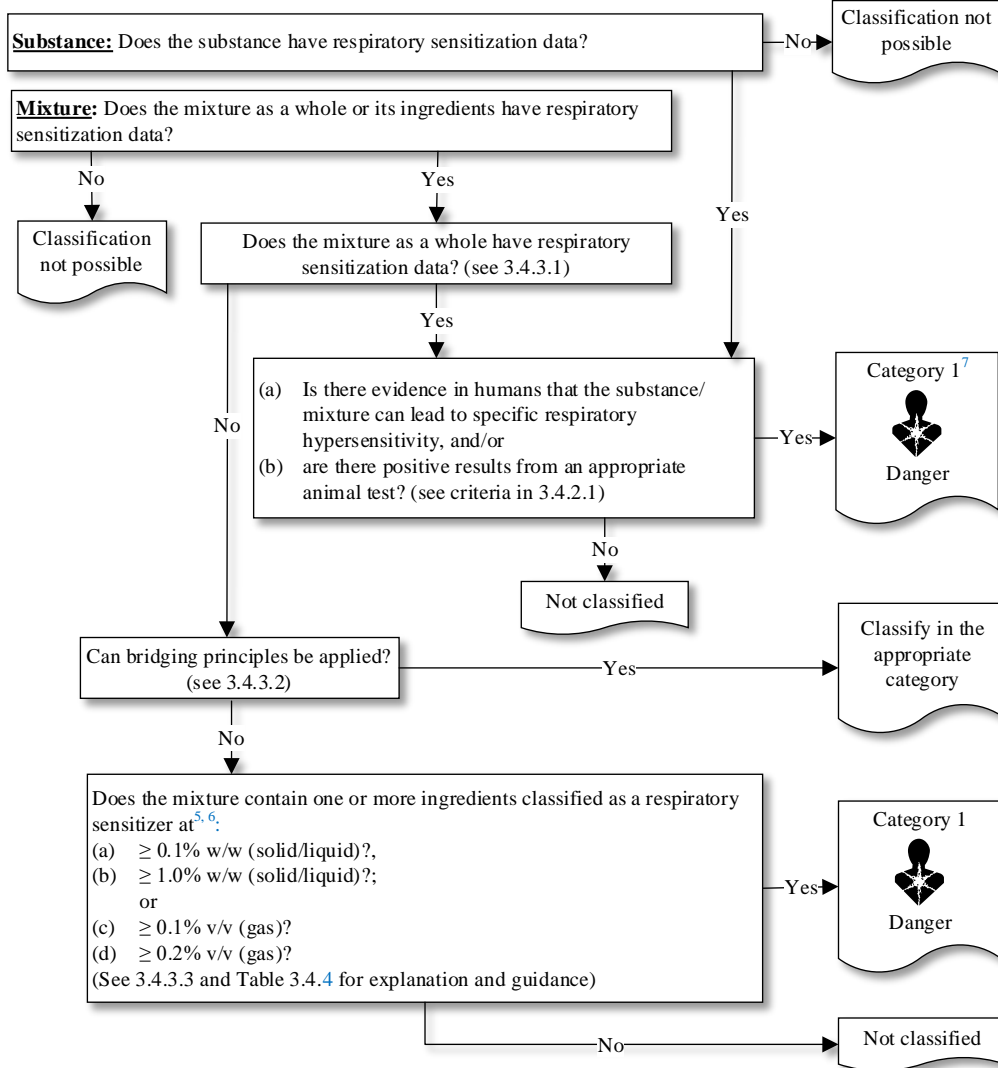 Substance: Does the substance have respiratory sensitization data?
No
Classification not
possible
Mixture: Does the mixture as a whole or its ingredients have respiratory
sensitization data?
No
Yes
Yes
Classification
not possible
Does the mixture as a whole have respiratory
sensitization data? (see 3.4.3.1)
Yes
No
(a) Is there evidence in humans that the substance/
mixture can lead to specific respiratory
hypersensitivity, and/or
(b) are there positive results from an appropriate
animal test? (see criteria in 3.4.2.1)
Yes
Category 1⁷
Danger
No
Not classified
Can bridging principles be applied?
(see 3.4.3.2)
Yes
Classify in the
appropriate
category
No
Does the mixture contain one or more ingredients classified as a respiratory
sensitizer at⁵, ⁶:
(a) ≥ 0.1% w/w (solid/liquid)?,
(b) ≥ 1.0% w/w (solid/liquid)?;
or
(c) ≥ 0.1% v/v (gas)?
(d) ≥ 0.2% v/v (gas)?
(See 3.4.3.3 and Table 3.4.4 for explanation and guidance)
Yes
Category 1
Danger
No
Not classified